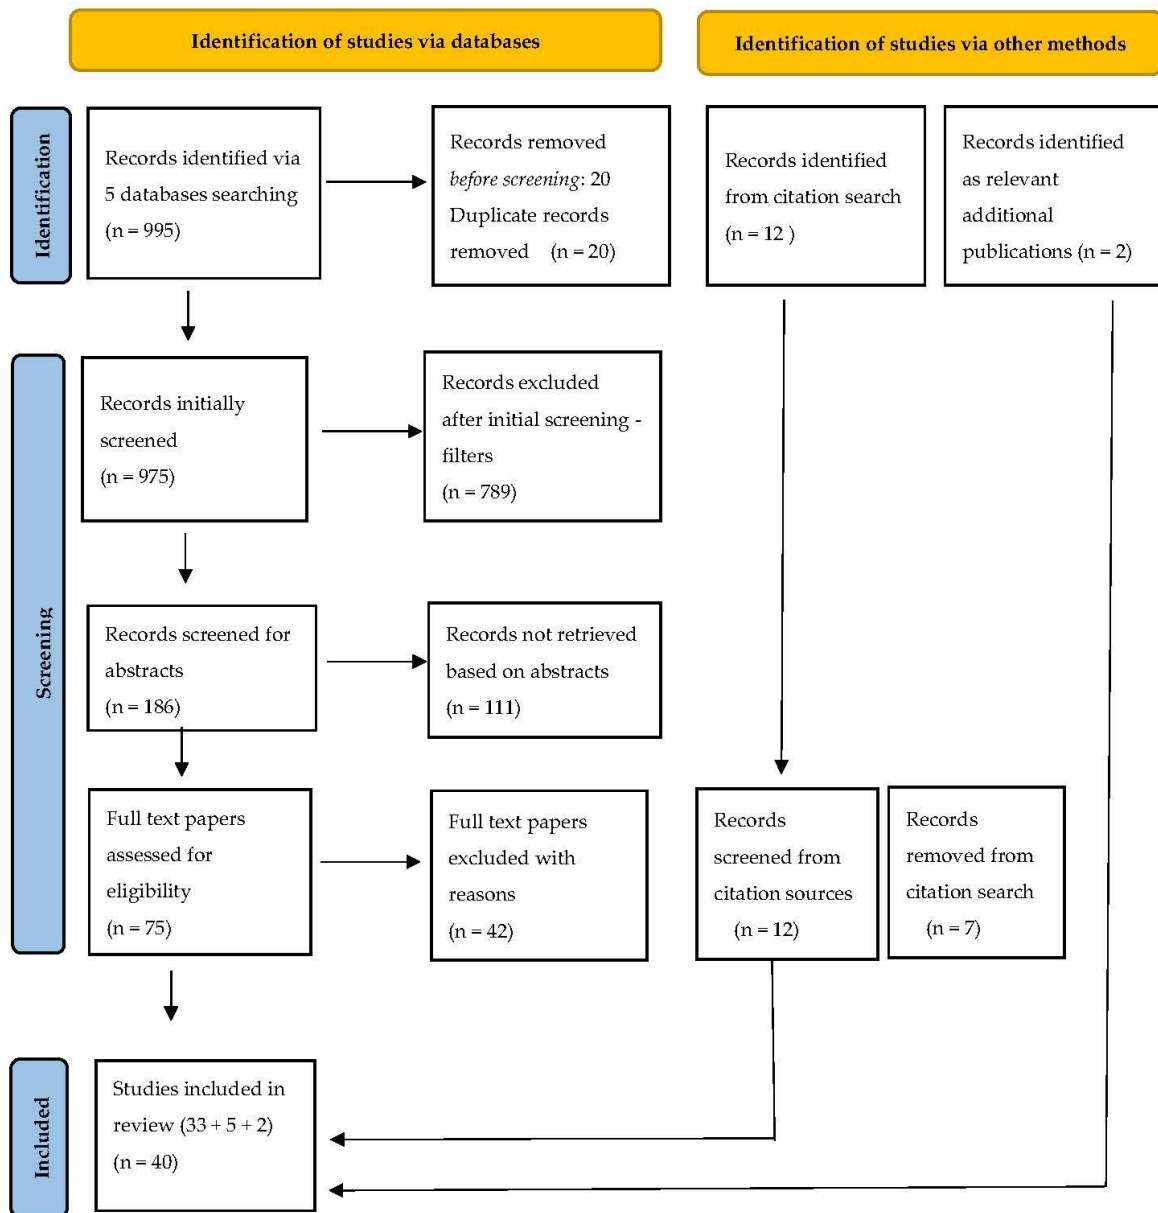 Identification of studies via databases
Identification of studies via other methods
Identification
Records identified via
5 databases searching
(n = 995)
Records removed
before screening: 20
Duplicate records
removed (n = 20)
Records identified
from citation search
(n = 12 )
Records identified
as relevant
additional
publications (n = 2)
Screening
Records initially
screened
(n = 975)
Records excluded
after initial screening -
filters
(n = 789)
Records screened for
abstracts
(n = 186)
Records not retrieved
based on abstracts
(n = 111)
Full text papers
assessed for
eligibility
(n = 75)
Full text papers
excluded with
reasons
(n = 42)
Records
screened from
citation sources
(n = 12)
Records
removed from
citation search
(n = 7)
Included
Studies included in
review (33 + 5 + 2)
(n = 40)